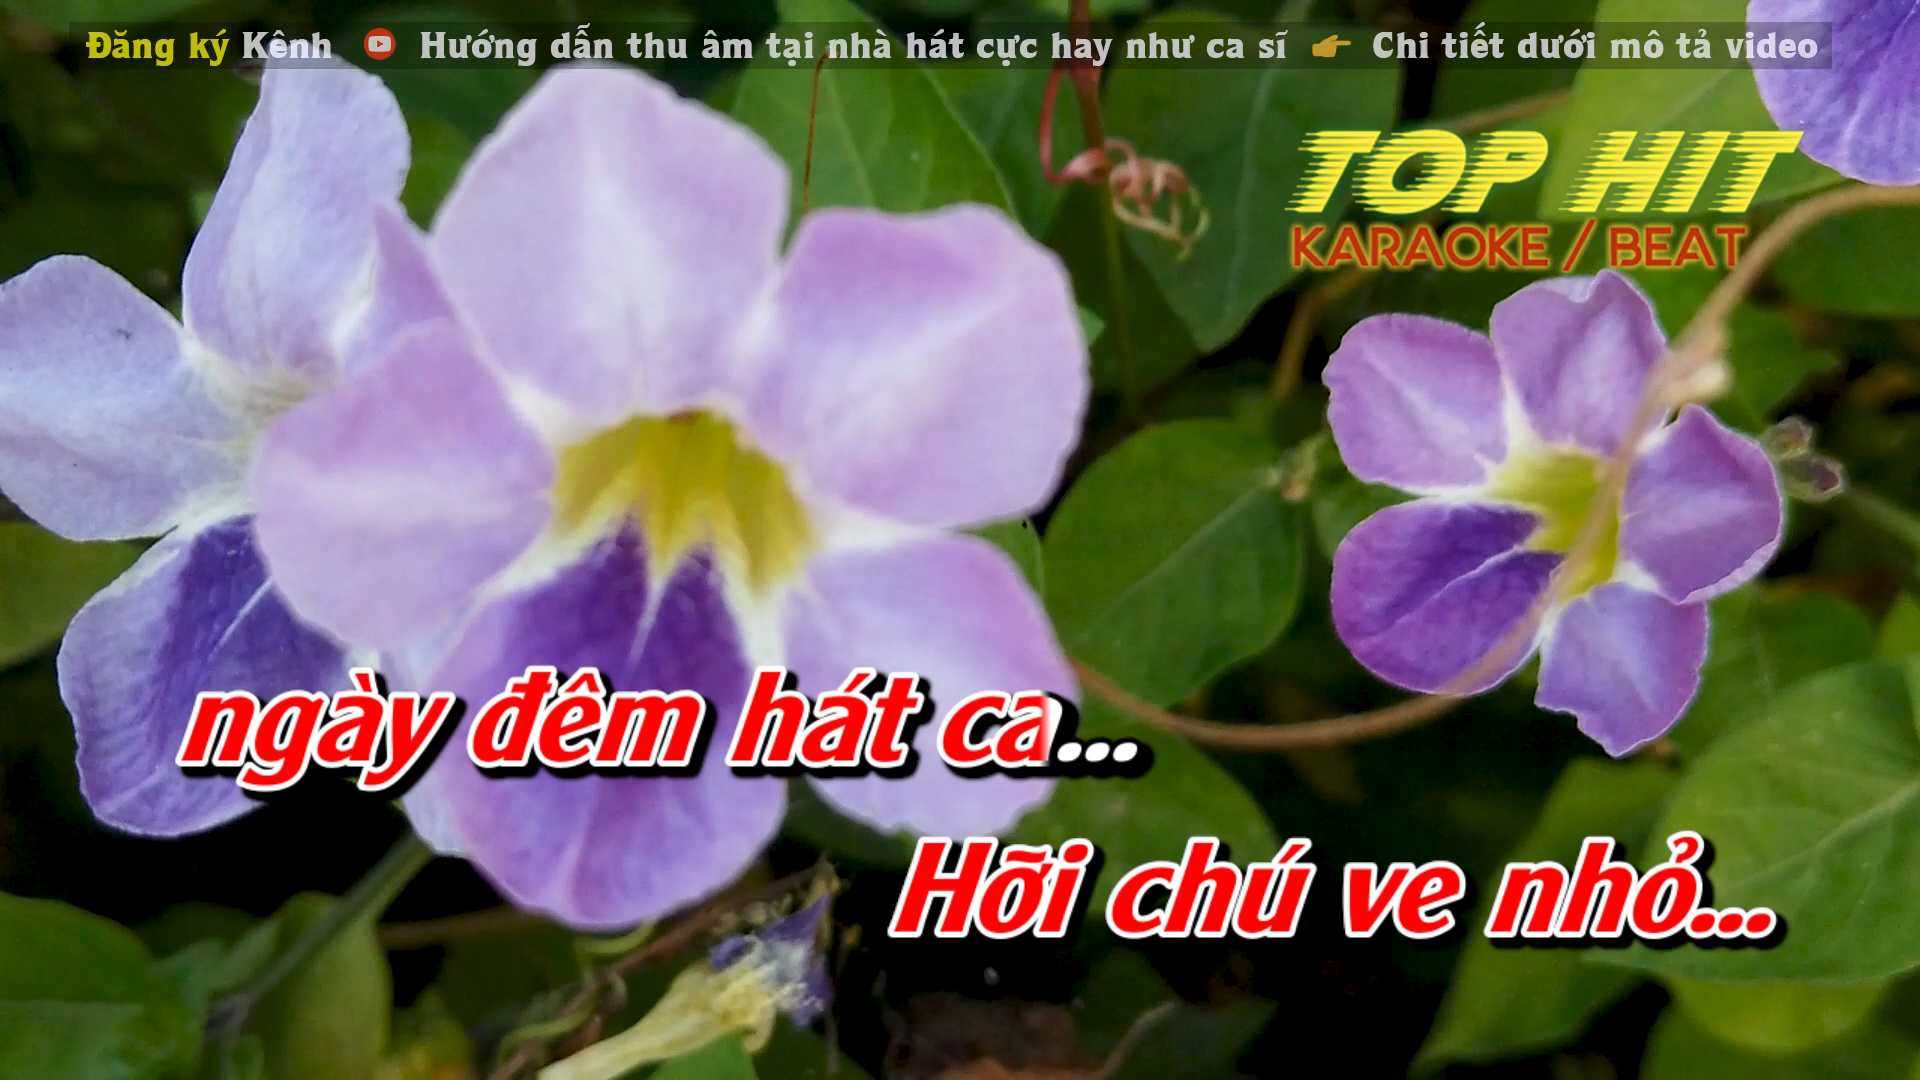 Đăng ký Kênh Hướng dẫn thu âm tại nhà hát cực hay như ca sĩ Chi tiết dưới mô tả video
TOP HIT
KARAOKE / BEAT
ngày đêm hát ca...
Hỡi chú ve nhỏ...